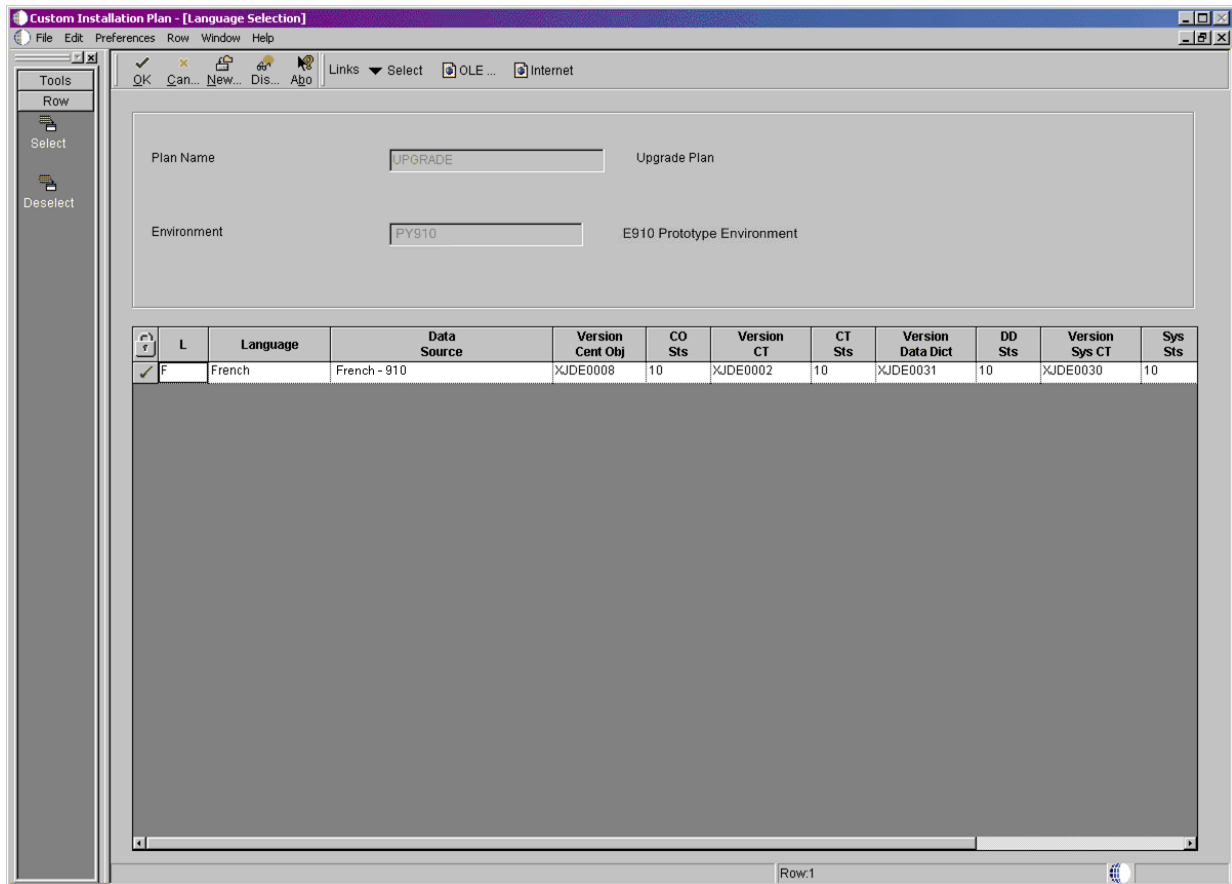 Custom Installation Plan - [Language Selection]
File Edit Preferences Row Window Help
Tools
Row
Select
Deselect
OK Can... New... Dis... Abo Links Select OLE ... Internet
Plan Name UPGRADE Upgrade Plan
Environment PY910 E910 Prototype Environment
L Language Data Source Version Cent Obj CO Sts Version CT CT Sts Version Data Dict DD Sts Version Sys CT Sys Sts
F French French - 910 XJDE0008 10 XJDE0002 10 XJDE0031 10 XJDE0030 10
Row:1